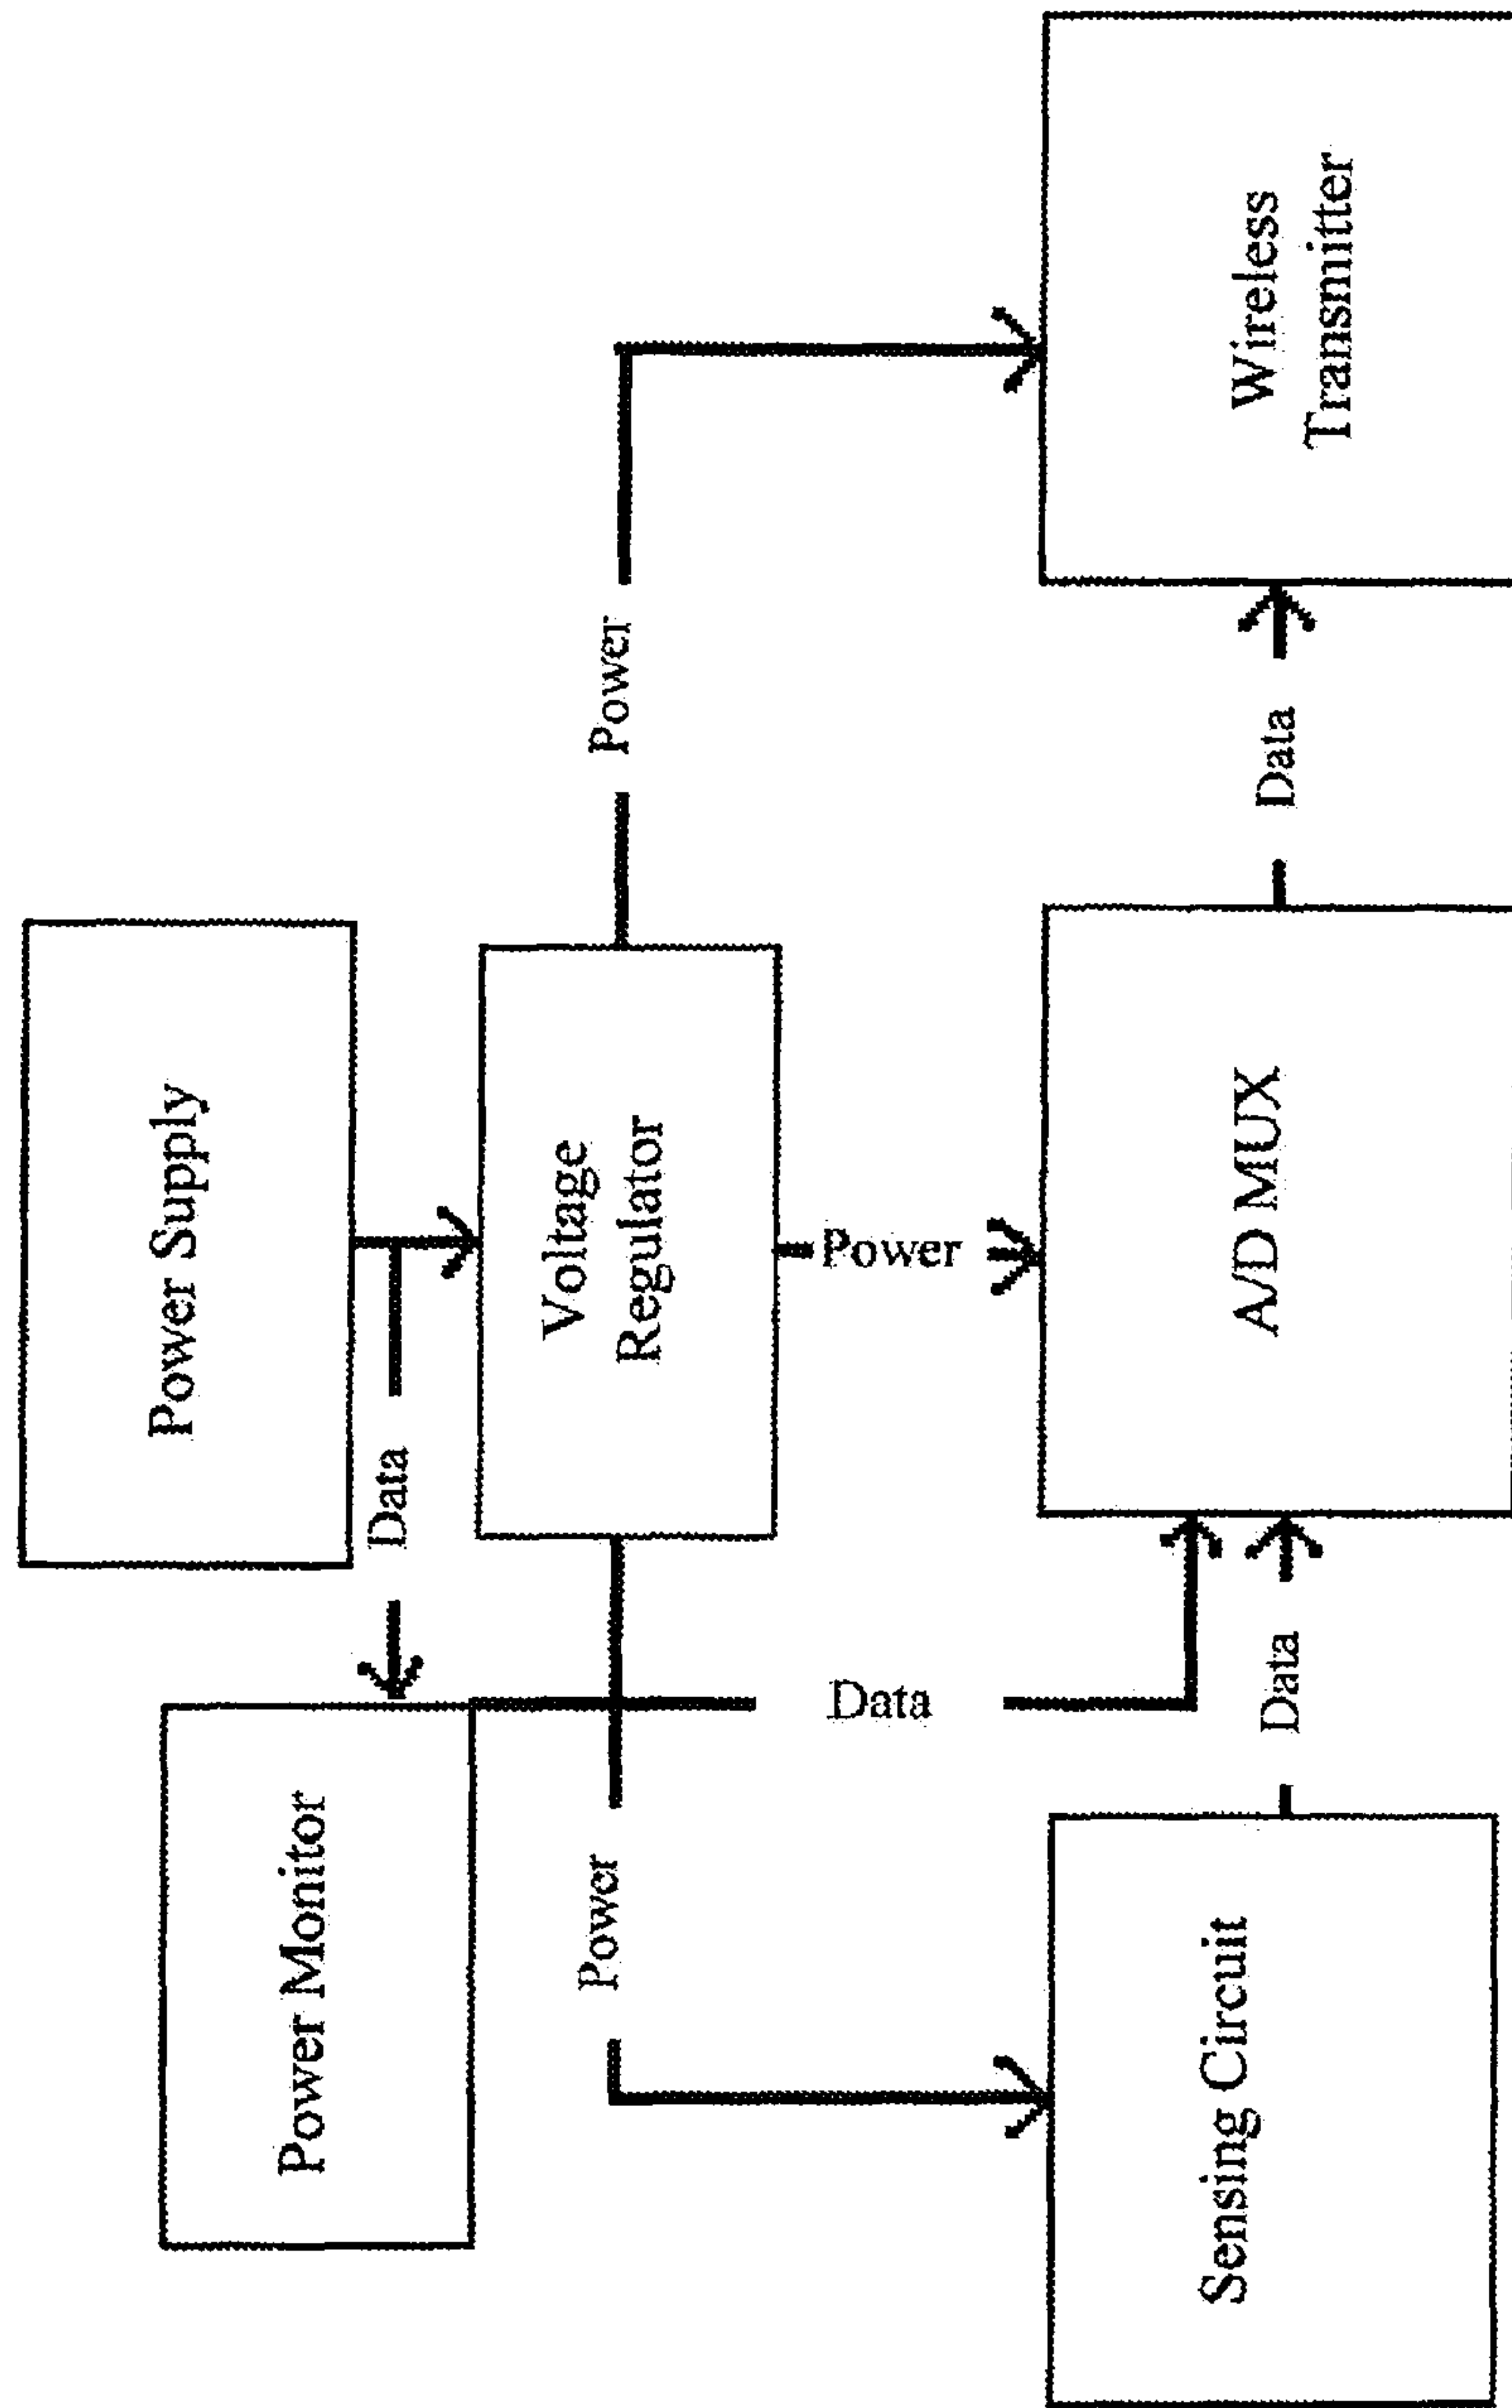 Power Supply
Data
Power Monitor
Voltage
Regulator
Power
Power
Power
Data
Data
Data
Sensing Circuit
A/D MUX
Wireless
Transmitter